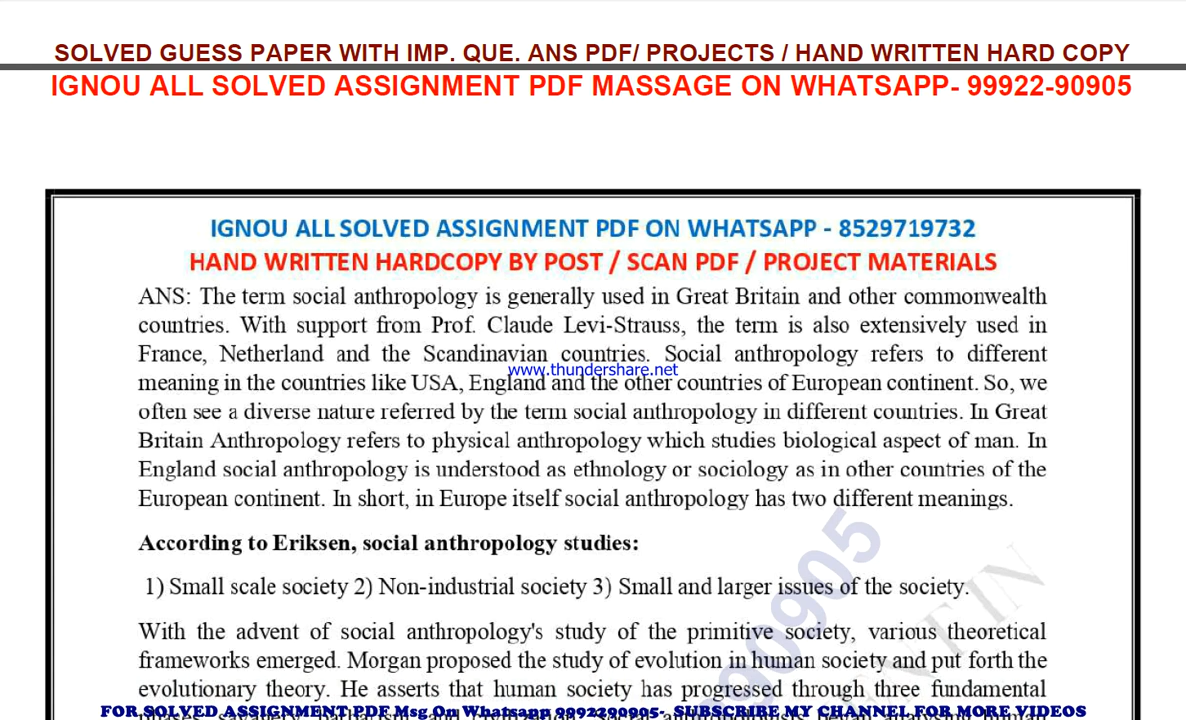 SOLVED GUESS PAPER WITH IMP. QUE. ANS PDF/ PROJECTS / HAND WRITTEN HARD COPY
IGNOU ALL SOLVED ASSIGNMENT PDF MASSAGE ON WHATSAPP- 99922-90905
IGNOU ALL SOLVED ASSIGNMENT PDF ON WHATSAPP - 8529719732
HAND WRITTEN HARDCOPY BY POST / SCAN PDF / PROJECT MATERIALS
ANS: The term social anthropology is generally used in Great Britain and other commonwealth
countries. With support from Prof. Claude Levi-Strauss, the term is also extensively used in
France, Netherland and the Scandinavian countries. Social anthropology refers to different
www.thundershare.net
meaning in the countries like USA, England and the other countries of European continent. So, we
often see a diverse nature referred by the term social anthropology in different countries. In Great
Britain Anthropology refers to physical anthropology which studies biological aspect of man. In
England social anthropology is understood as ethnology or sociology as in other countries of the
European continent. In short, in Europe itself social anthropology has two different meanings.
According to Eriksen, social anthropology studies:
1) Small scale society 2) Non-industrial society 3) Small and larger issues of the society.
With the advent of social anthropology's study of the primitive society, various theoretical
frameworks emerged. Morgan proposed the study of evolution in human society and put forth the
evolutionary theory. He asserts that human society has progressed through three fundamental
FOR SOLVED ASSIGNMENT PDF Msg On Whatsapp 9992290905- SUBSCRIBE MY CHANNEL FOR MORE VIDEOS